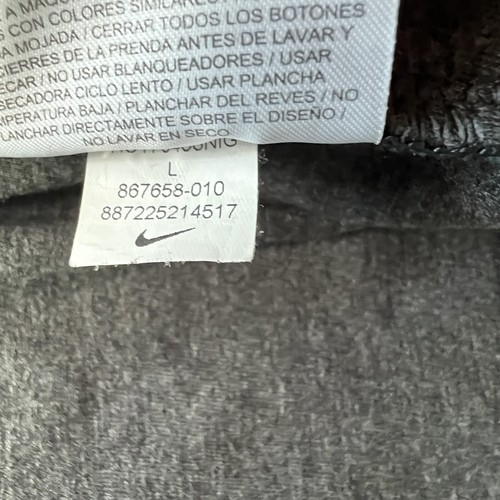 A MAQU
S CON COLORES SIMILARES
A MOJADA / CERRAR TODOS LOS BOTONES
CIERRES DE LA PRENDA ANTES DE LAVAR Y
ECAR / NO USAR BLANQUEADORES / USAR
SECADORA CICLO LENTO / USAR PLANCHA
MPERATURA BAJA / PLANCHAR DEL REVES / NO
LANCHAR DIRECTAMENTE SOBRE EL DISEÑO /
NO LAVAR EN SECO
L
867658-010
887225214517